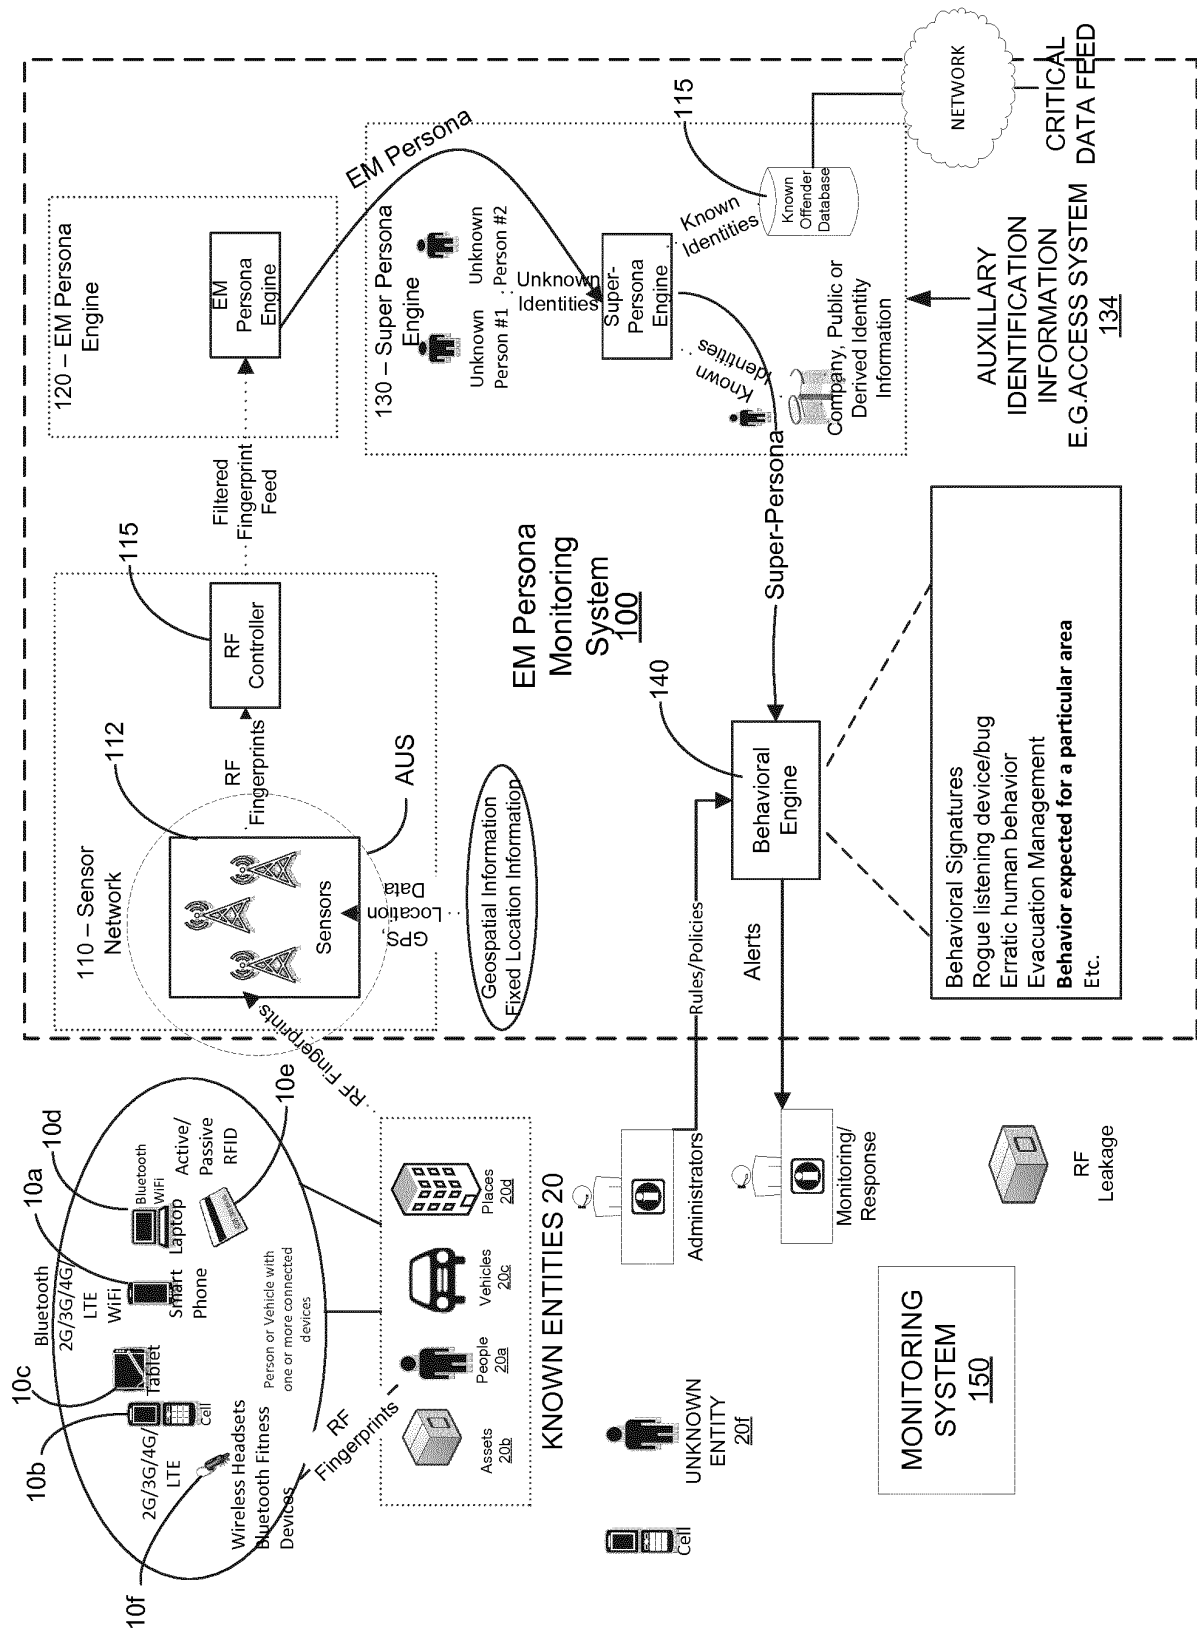 10f
10b
10c
10a
10d
10e
2G/3G/4G/
LTE
Cell
Tablet
Bluetooth
2G/3G/4G/
LTE
WiFi
Smart
Phone
Bluetooth
WiFi
Laptop
Active/
Passive
RFID
Wireless Headsets
Bluetooth Fitness
Devices
Person or Vehicle with
one or more connected
devices
RF
Fingerprints
RF Fingerprints
Assets
20b
People
20a
Vehicles
20c
Places
20d
KNOWN ENTITIES 20
Cell
UNKNOWN
ENTITY
20f
Administrators
Monitoring/
Response
MONITORING
SYSTEM
150
RF
Leakage
110 – Sensor
Network
112
Sensors
AUS
GPS,
Location
Data
Geospatial Information
Fixed Location Information
RF
Fingerprints
RF
Controller
115
Filtered
Fingerprint
Feed
120 – EM Persona
Engine
EM
Persona
Engine
EM Persona
130 – Super Persona
Engine
Unknown
Person #1
Unknown
Person #2
Unknown
Identities
Super-
Persona
Engine
Known
Identities
Known
Identities
115
Known
Offender
Database
Company, Public or
Derived Identity
Information
NETWORK
CRITICAL
DATA FEED
AUXILLARY
IDENTIFICATION
INFORMATION
E.G.ACCESS SYSTEM
134
EM Persona
Monitoring
System
100
Super-Persona
140
Behavioral
Engine
Rules/Policies
Alerts
Behavioral Signatures
Rogue listening device/bug
Erratic human behavior
Evacuation Management
Behavior expected for a particular area
Etc.